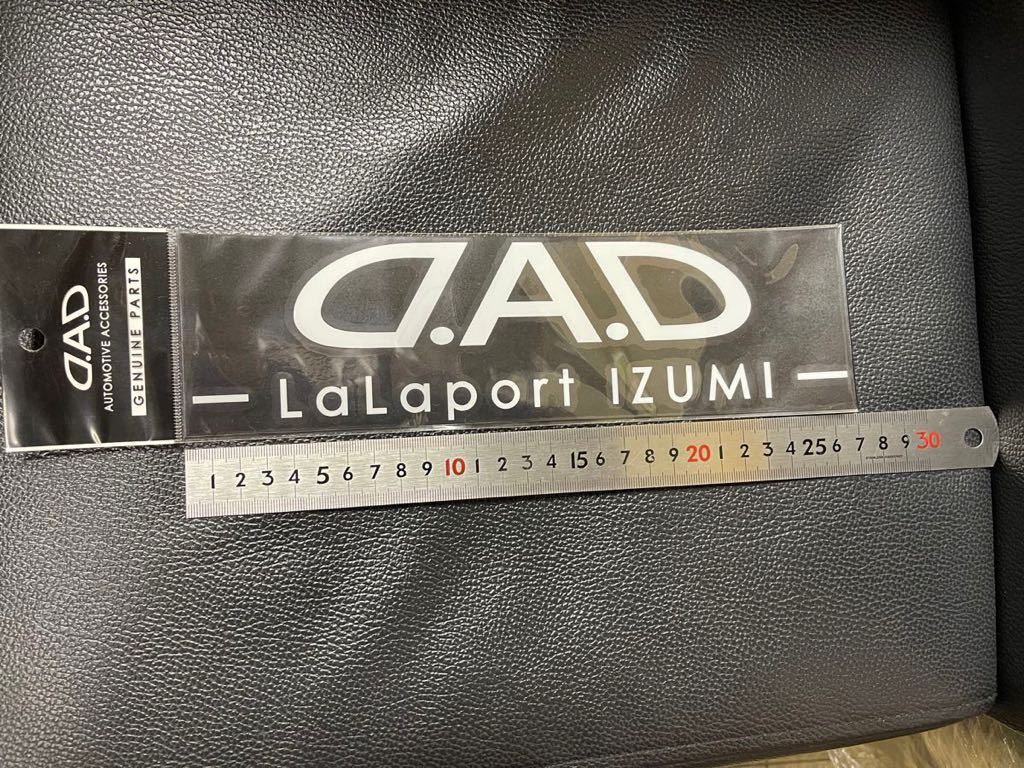 D.A.D
AUTOMOTIVE ACCESSORIES
GENUINE PARTS
D.A.D
LaLaport IZUMI
1 2 3 4 5 6 7 8 9 10 1 2 3 4 15 6 7 8 9 20 1 2 3 4 25 6 7 8 9 30